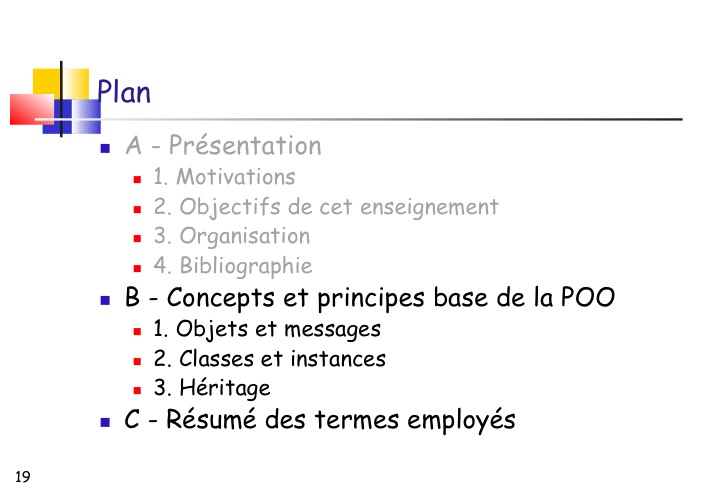 Plan
A - Présentation
1. Motivations
2. Objectifs de cet enseignement
3. Organisation
4. Bibliographie
B - Concepts et principes base de la POO
1. Objets et messages
2. Classes et instances
3. Héritage
C - Résumé des termes employés
19